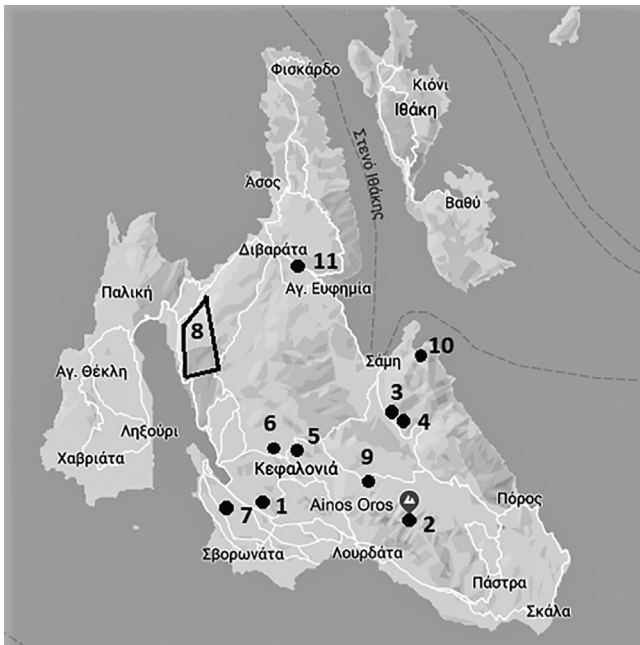 Φισκάρδο
Κιόνι
Ιθάκη
Στενό Ιθάκης
Άσος
Βαθύ
Διβαράτα
11
Αγ. Ευφημία
Παλική
8
Σάμη
10
Αγ. Θέκλη
3
4
Ληξούρι
6
5
Χαβριάτα
Κεφαλονιά
9
Ainos Oros
Πόρος
1
7
2
Σβορωνάτα
Λουρδάτα
Πάστρα
Σκάλα